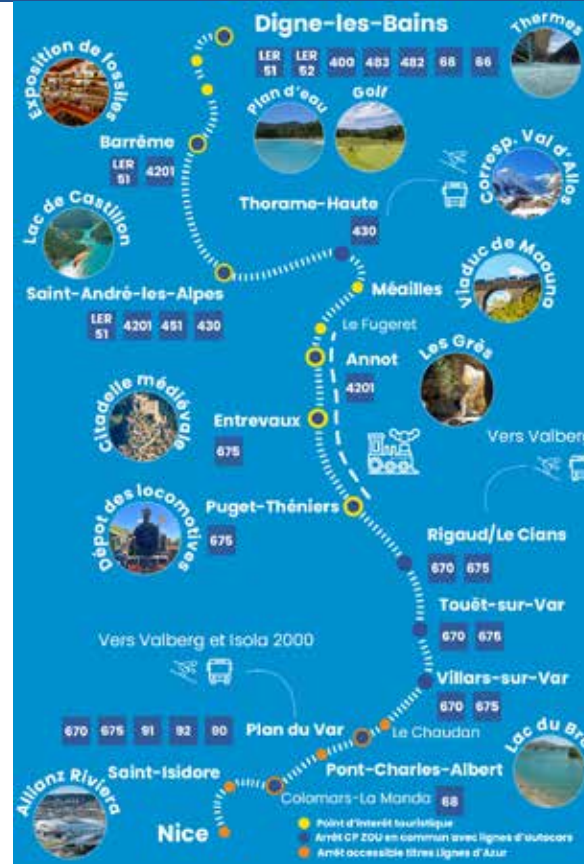 Digne-les-Bains
LER 51
LER 52
400
483
482
68
66
Thermes
Exposition de fossiles
Plan d'eau
Golf
Barrême
LER 51
4201
Corresp. Val d'Allos
Lac de Castillon
Thorame-Haute
430
Saint-André-les-Alpes
LER 51
4201
451
430
Méailles
Viaduc de Maouna
Le Fugeret
Annot
4201
Les Grès
Citadelle médiévale
Entrevaux
675
Vers Valberg
Dépôt des locomotives
Puget-Théniers
675
Rigaud/Le Cians
670
675
Touët-sur-Var
670
675
Vers Valberg et Isola 2000
Villars-sur-Var
670
675
670
675
91
92
90
Plan du Var
Le Chaudan
Lac du Bro
Saint-Isidore
Pont-Charles-Albert
Allianz Riviera
Colomars-La Manda
68
Nice
Point d'interêt touristique
Arrêt CP ZOU en commun avec lignes d'autocars
Arrêt accessible titres Lignes d'Azur